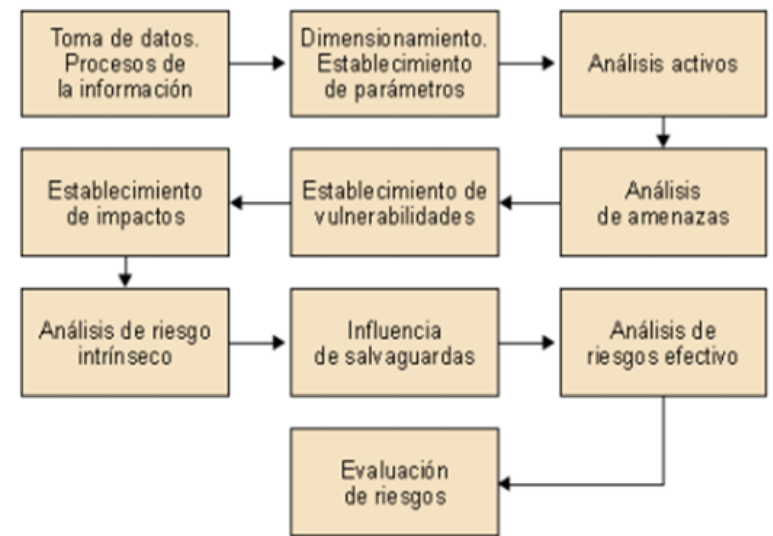 Toma de datos.
Procesos de
la información
Dimensionamiento.
Establecimiento
de parámetros
Análisis activos
Análisis
de amenazas
Establecimiento de
vulnerabilidades
Establecimiento
de impactos
Análisis de riesgo
intrínseco
Influencia
de salvaguardas
Análisis de
riesgos efectivo
Evaluación
de riesgos